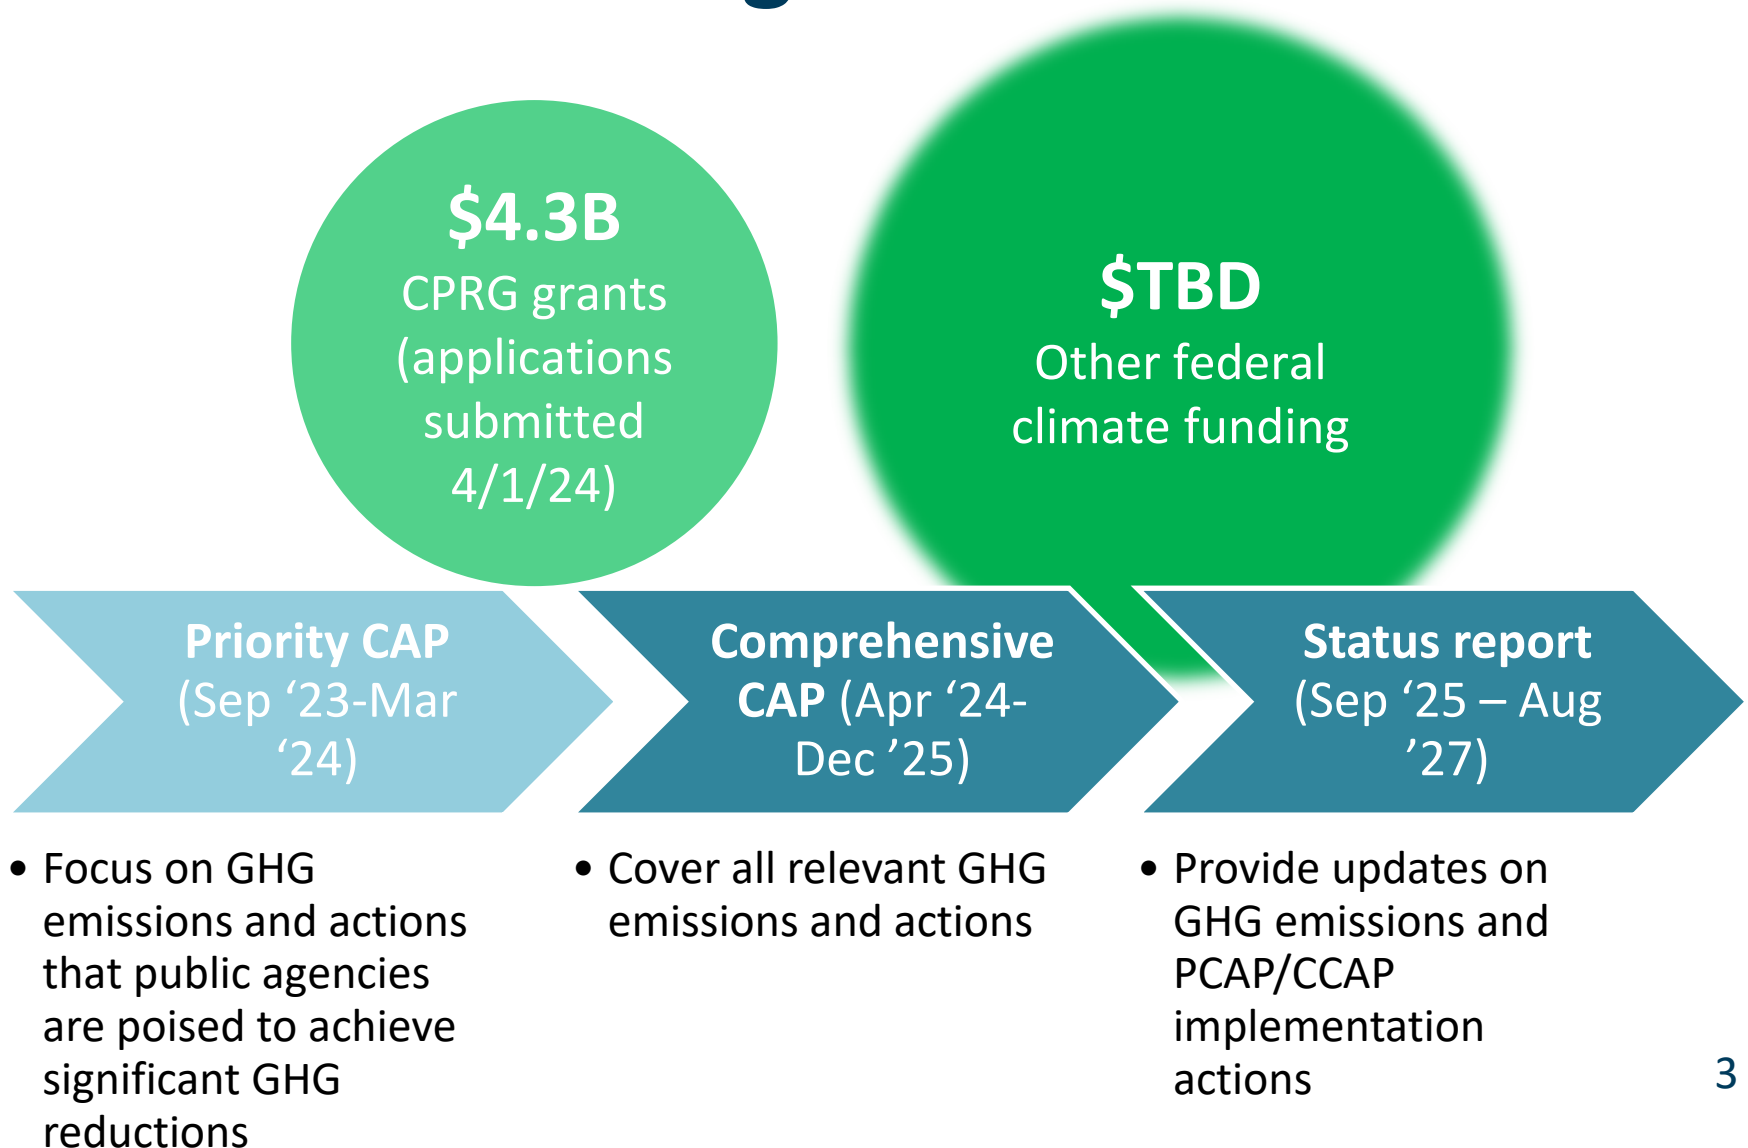 $4.3B
CPRG grants
(applications
submitted
4/1/24)
$TBD
Other federal
climate funding
Priority CAP
(Sep ‘23-Mar
‘24)
Comprehensive
CAP (Apr ‘24-
Dec ’25)
Status report
(Sep ‘25 – Aug
’27)
• Focus on GHG
emissions and actions
that public agencies
are poised to achieve
significant GHG
reductions
• Cover all relevant GHG
emissions and actions
• Provide updates on
GHG emissions and
PCAP/CCAP
implementation
actions
3